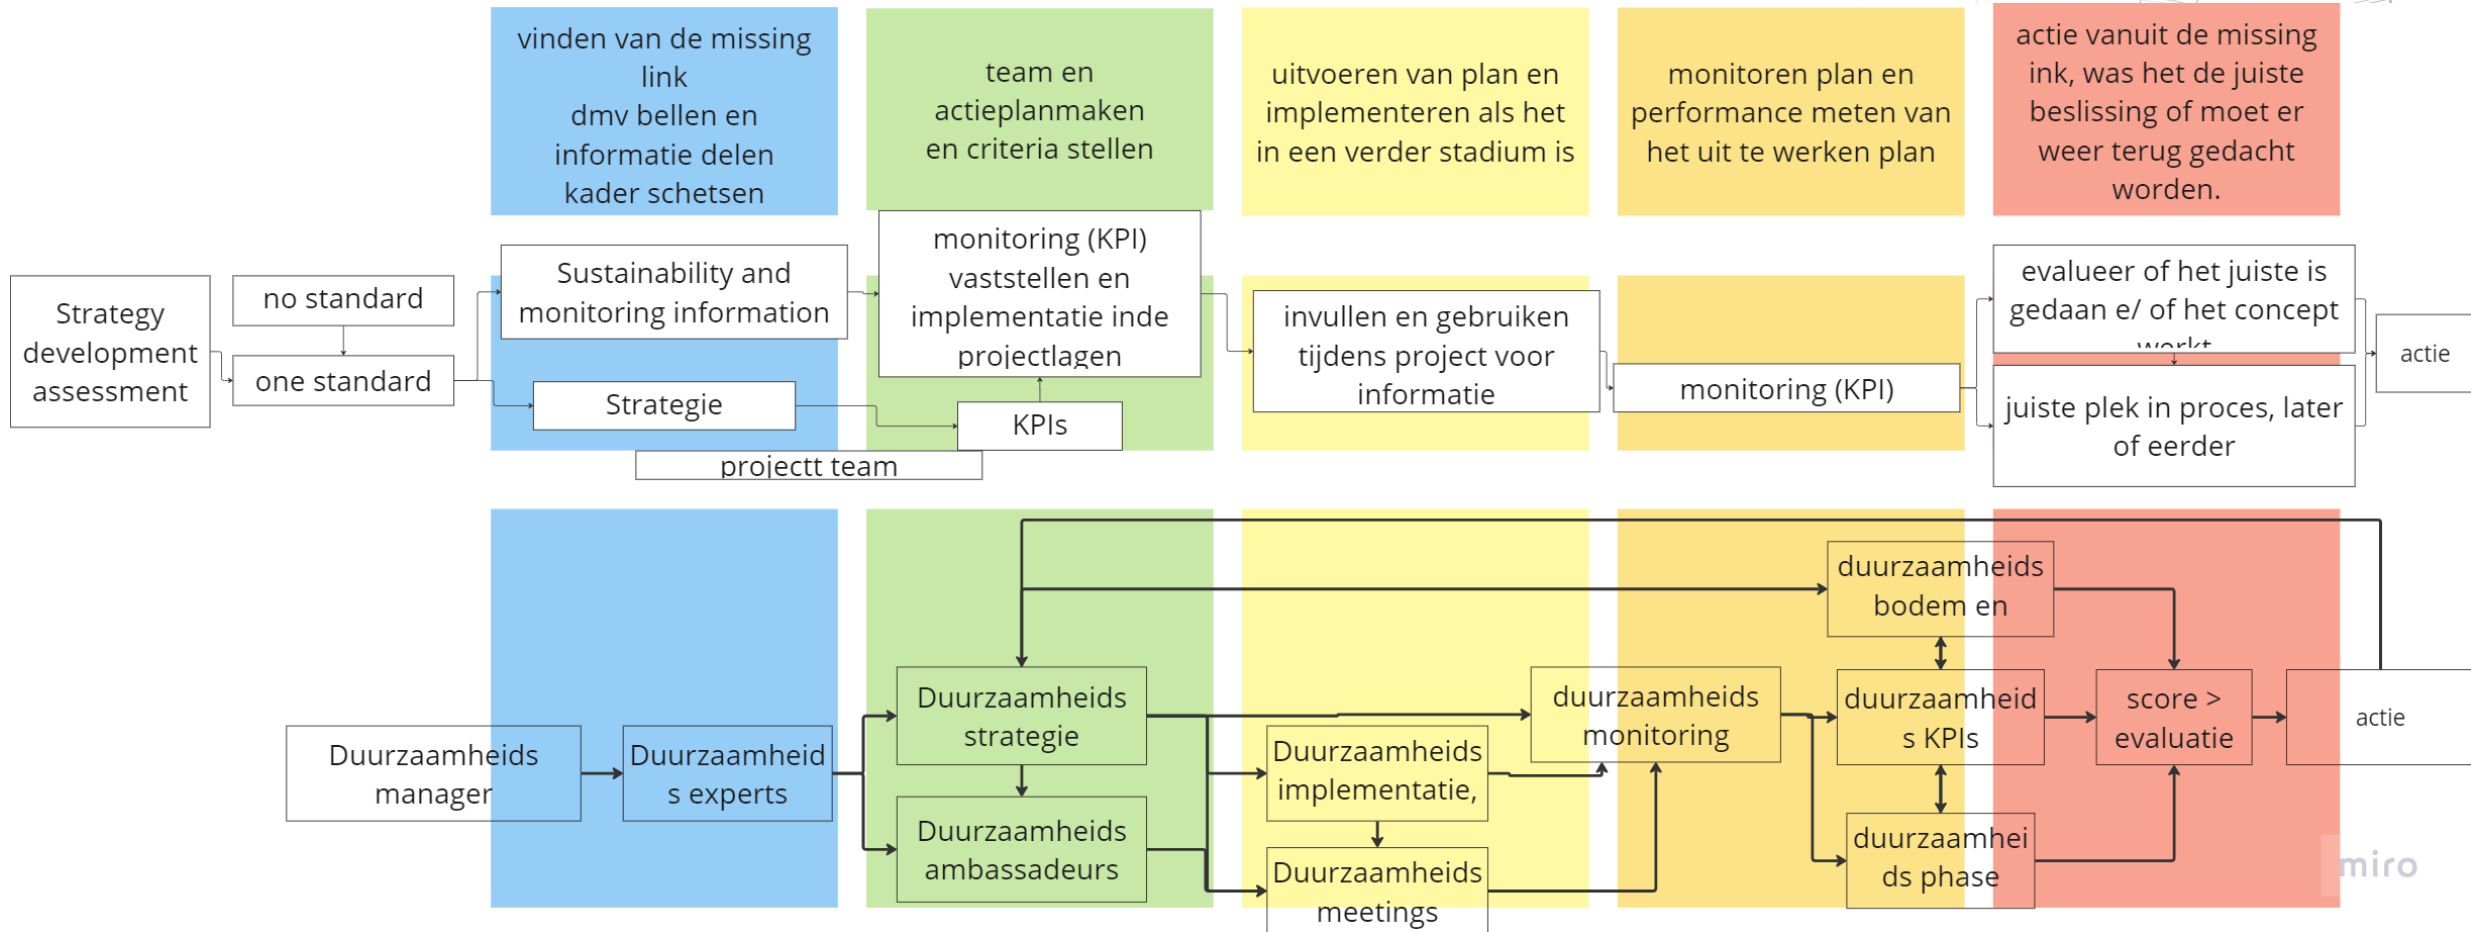 vinden van de missing
link
dmv bellen en
informatie delen
kader schetsen
team en
actieplanmaken
en criteria stellen
uitvoeren van plan en
implementeren als het
in een verder stadium is
monitoren plan en
performance meten van
het uit te werken plan
actie vanuit de missing
ink, was het de juiste
beslissing of moet er
weer terug gedacht
worden.
Strategy
development
assessment
no standard
one standard
Sustainability and
monitoring information
Strategie
projectt team
monitoring (KPI)
vaststellen en
implementatie inde
projectlagen
KPIs
invullen en gebruiken
tijdens project voor
informatie
monitoring (KPI)
evalueer of het juiste is
gedaan e/ of het concept
werkt
juiste plek in proces, later
of eerder
actie
Duurzaamheids
manager
Duurzaamheid
s experts
Duurzaamheids
strategie
Duurzaamheids
ambassadeurs
Duurzaamheids
implementatie,
Duurzaamheids
meetings
duurzaamheids
monitoring
duurzaamheids
bodem en
duurzaamheid
s KPIs
duurzaamhei
ds phase
score >
evaluatie
actie
miro